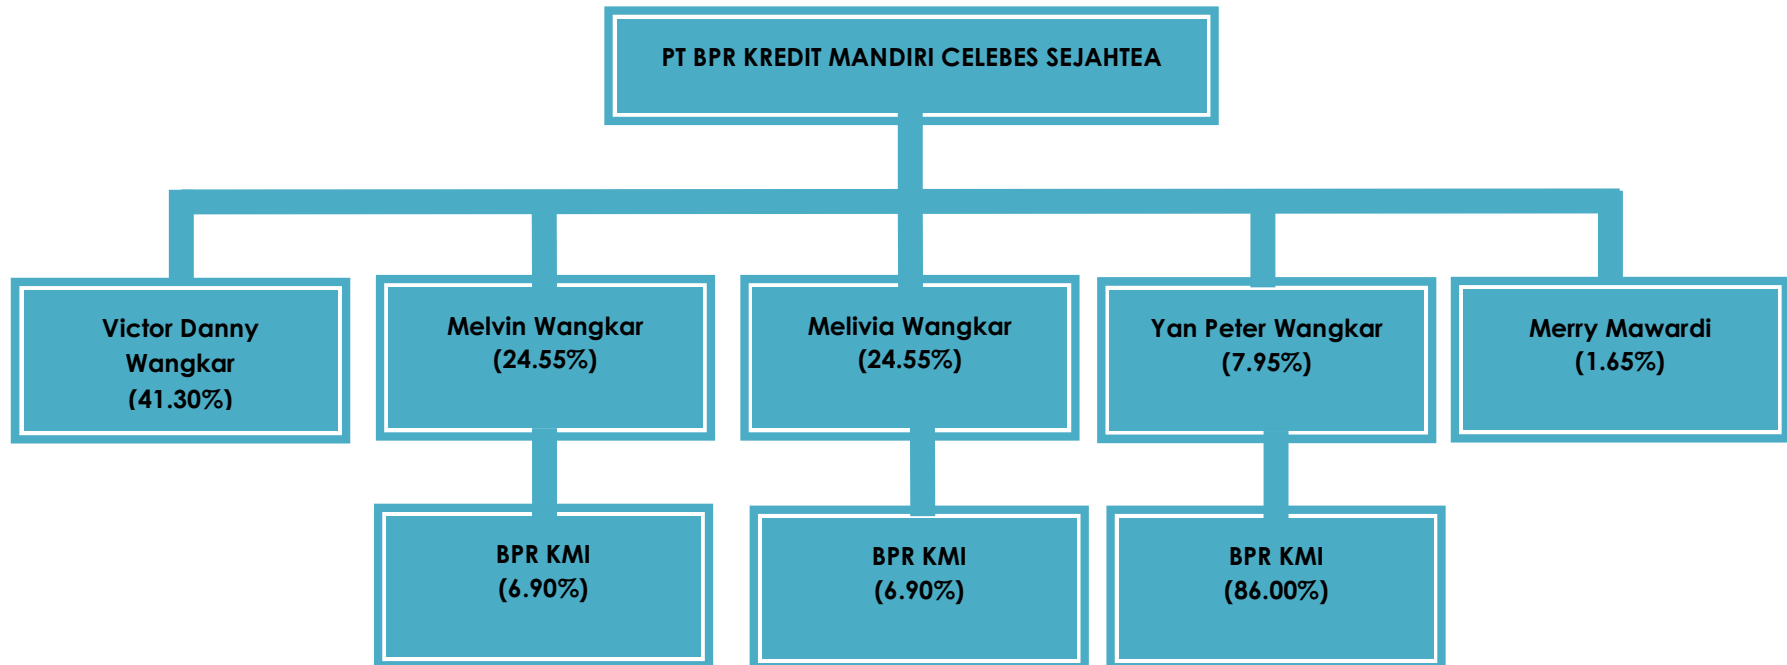 PT BPR KREDIT MANDIRI CELEBES SEJAHTEA
Victor Danny
Wangkar
(41.30%)
Melvin Wangkar
(24.55%)
Melivia Wangkar
(24.55%)
Yan Peter Wangkar
(7.95%)
Merry Mawardi
(1.65%)
BPR KMI
(6.90%)
BPR KMI
(6.90%)
BPR KMI
(86.00%)